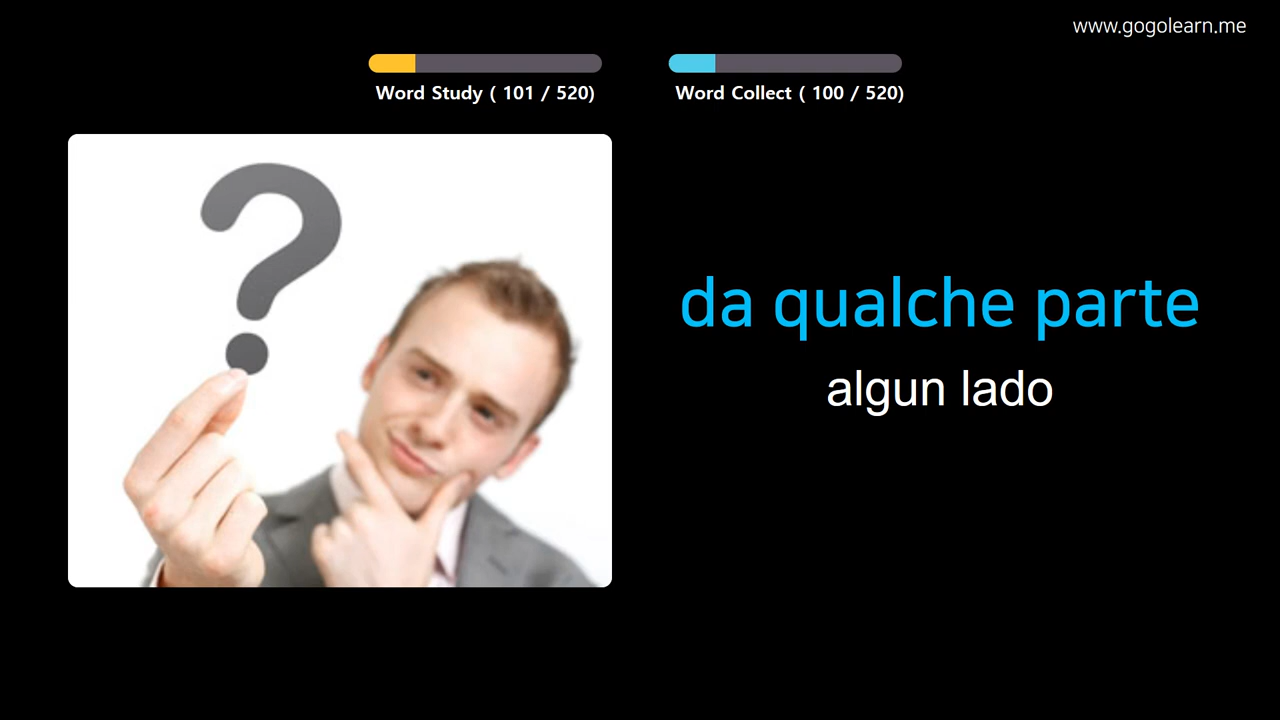 www.gogolearn.me
Word Study ( 101 / 520)
Word Collect ( 100 / 520)
?
da qualche parte
algun lado